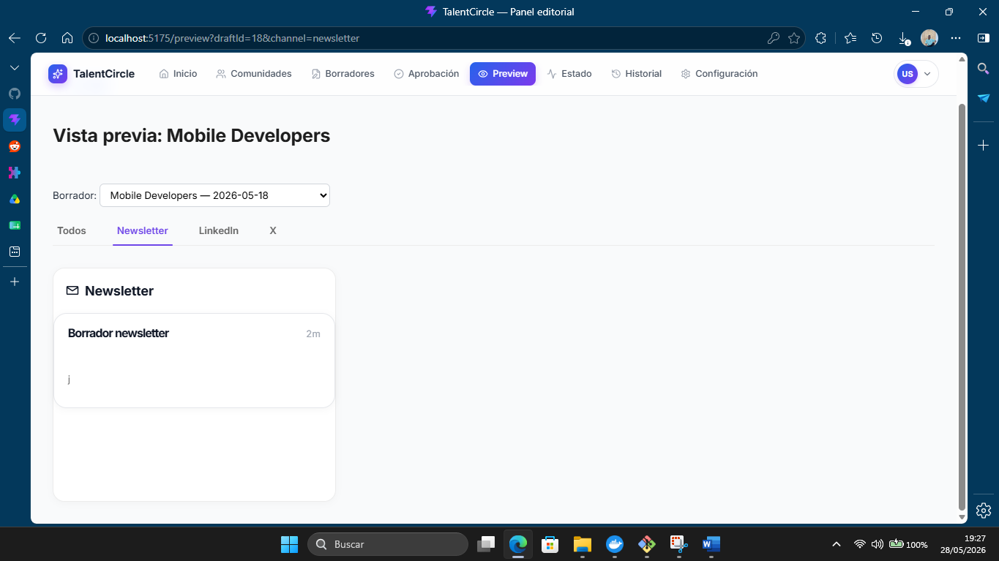 TalentCircle — Panel editorial
localhost:5175/preview?draftId=18&channel=newsletter
TalentCircle
Inicio
Comunidades
Borradores
Aprobación
Preview
Estado
Historial
Configuración
US
Vista previa: Mobile Developers
Borrador:
Mobile Developers — 2026-05-18
Todos
Newsletter
LinkedIn
X
Newsletter
Borrador newsletter
2m
j
Buscar
100%
19:27
28/05/2026